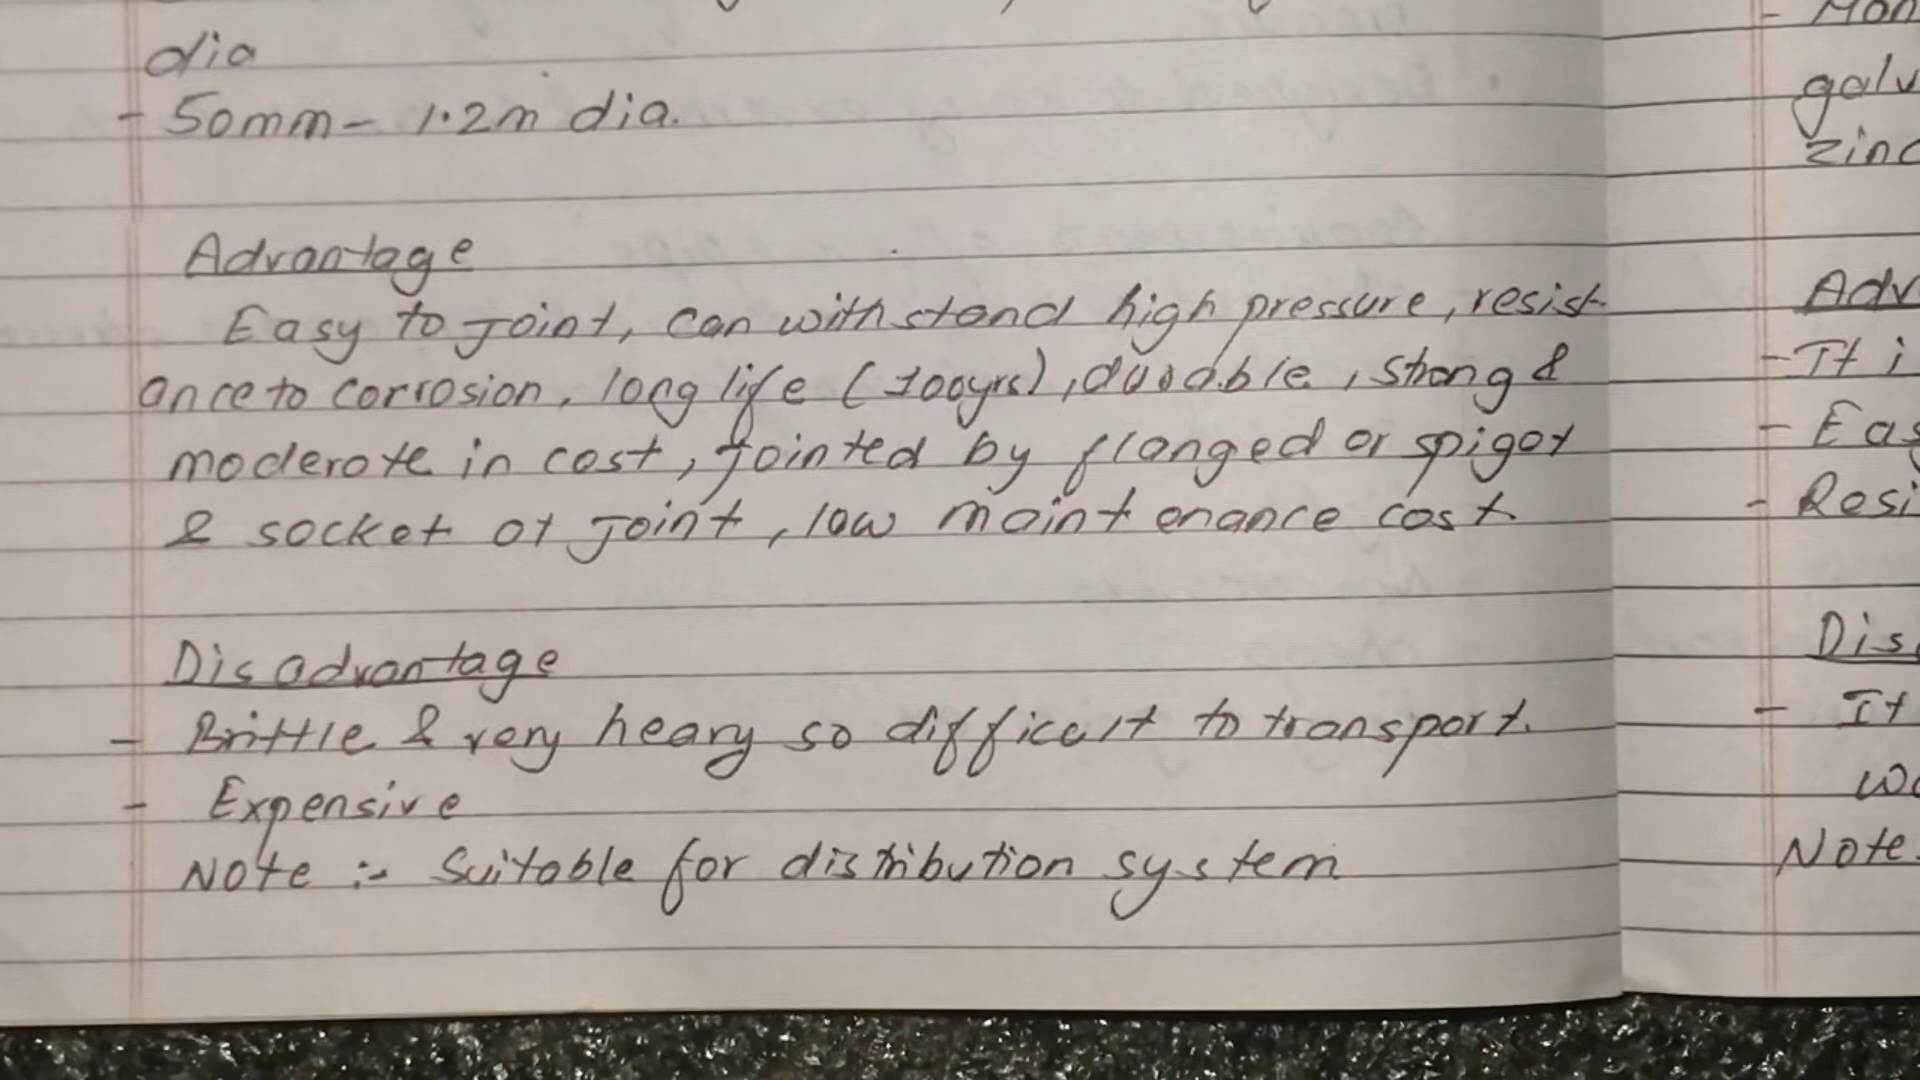 dia
- 50mm - 1.2m dia.
Advantage
Easy to Joint, can withstand high pressure, resist-
ance to corrosion, long life (100yrs), durable, strong &
moderate in cost, jointed by flanged or spigot
& socket at Joint, low maintenance cost
Disadvantage
- Brittle & very heavy so difficult to transport.
- Expensive
Note :- Suitable for distribution system
galv
zinc
Adv
- It i
- Eas
- Resi
Dis
- It
Note